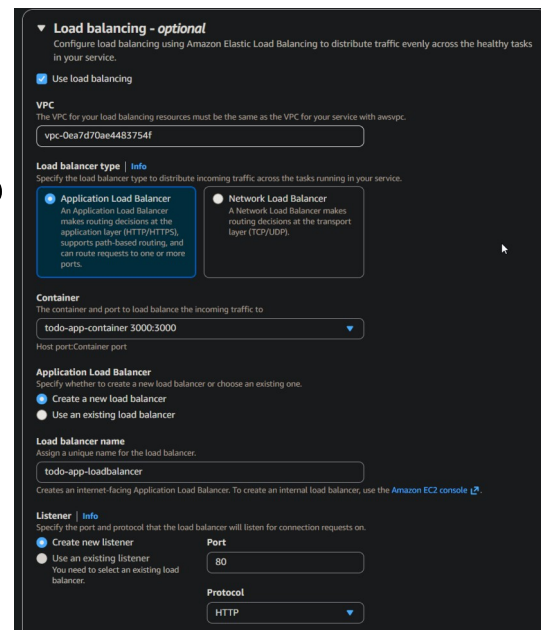 Load balancing - optional
Configure load balancing using Amazon Elastic Load Balancing to distribute traffic evenly across the healthy tasks
in your service.
Use load balancing
VPC
The VPC for your load balancing resources must be the same as the VPC for your service with awsvpc.
vpc-0ea7d70ae4483754f
Load balancer type | Info
Specify the load balancer type to distribute incoming traffic across the tasks running in your service.
Application Load Balancer
An Application Load Balancer
makes routing decisions at the
application layer (HTTP/HTTPS),
supports path-based routing, and
can route requests to one or more
ports.
Network Load Balancer
A Network Load Balancer makes
routing decisions at the transport
layer (TCP/UDP).
Container
The container and port to load balance the incoming traffic to
todo-app-container 3000:3000
Host port:Container port
Application Load Balancer
Specify whether to create a new load balancer or choose an existing one.
Create a new load balancer
Use an existing load balancer
Load balancer name
Assign a unique name for the load balancer.
todo-app-loadbalancer
Creates an internet-facing Application Load Balancer. To create an internal load balancer, use the Amazon EC2 console.
Listener | Info
Specify the port and protocol that the load balancer will listen for connection requests on.
Create new listener
Use an existing listener
You need to select an existing load
balancer.
Port
80
Protocol
HTTP